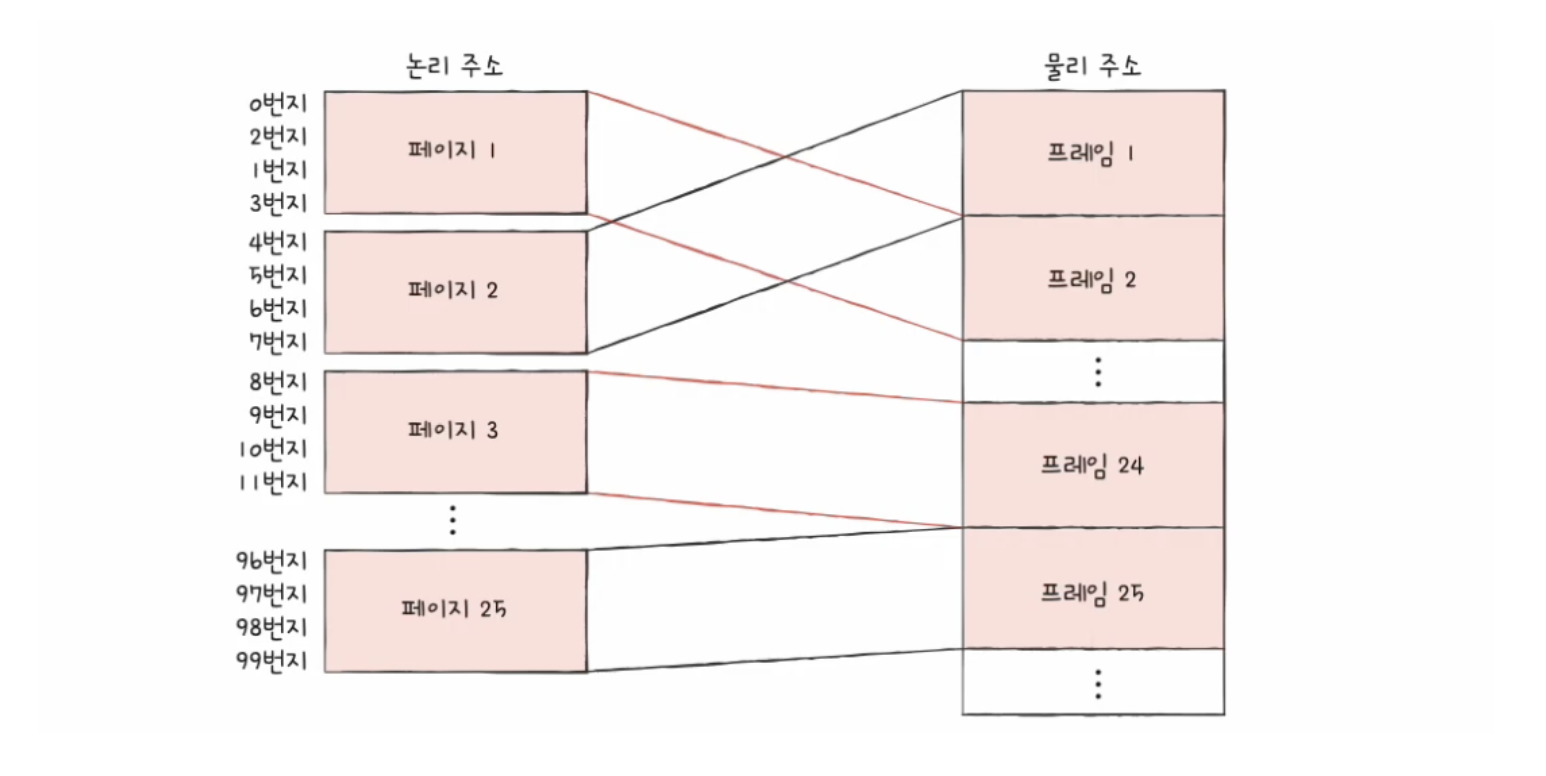 논리 주소
0번지
2번지
1번지
3번지
페이지 1
4번지
5번지
6번지
7번지
페이지 2
8번지
9번지
10번지
11번지
페이지 3
96번지
97번지
98번지
99번지
페이지 25
물리 주소
프레임 1
프레임 2
프레임 24
프레임 25